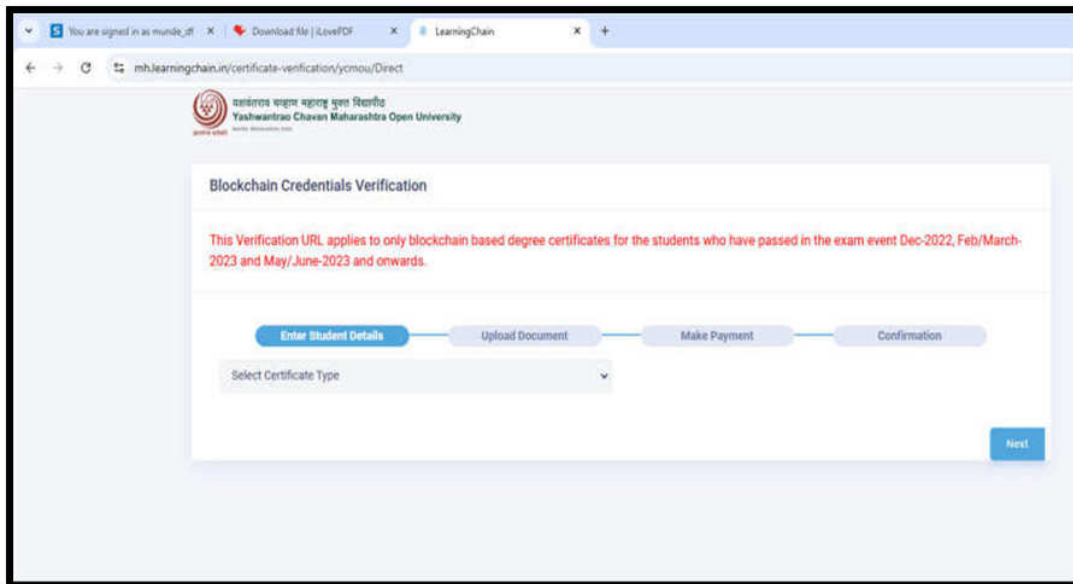 You are signed in as munde_df
Download file | iLovePDF
LearningChain
mh.learningchain.in/certificate-verification/ycmou/Direct
यशवंतराव चव्हाण महाराष्ट्र मुक्त विद्यापीठ
Yashwantrao Chavan Maharashtra Open University
Blockchain Credentials Verification
This Verification URL applies to only blockchain based degree certificates for the students who have passed in the exam event Dec-2022, Feb/March-
2023 and May/June-2023 and onwards.
Enter Student Details
Upload Document
Make Payment
Confirmation
Select Certificate Type
Next